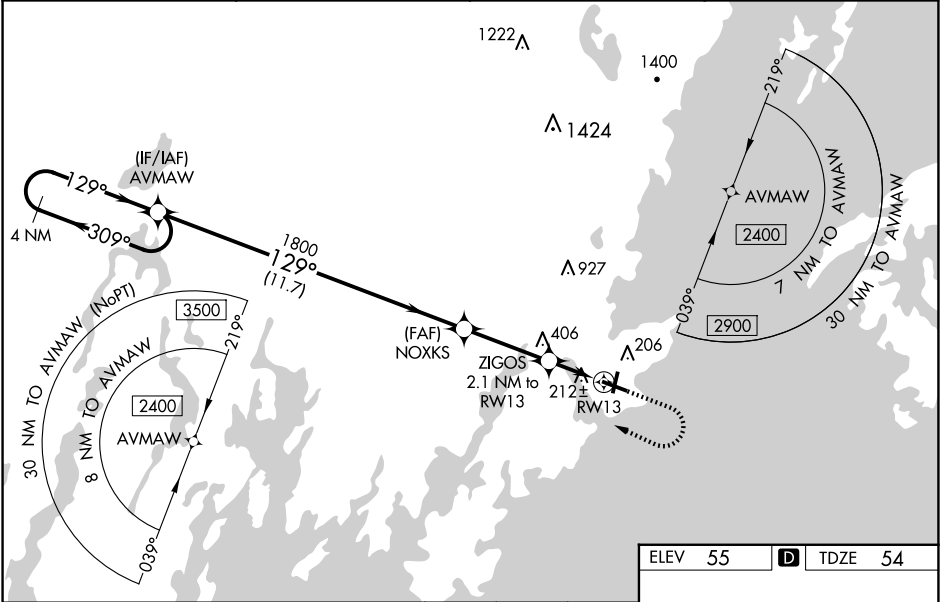 1222
1400
1424
219°
(IF/IAF)
AVMAW
129°
4 NM
309°
AVMAW
2400
7 NM TO AVMAW
30 NM TO AVMAW
1800
129°
(11.7)
927
039°
2900
3500
219°
30 NM TO AVMAW (NoPT)
8 NM TO AVMAW
2400
AVMAW
039°
(FAF)
NOXKS
406
206
ZIGOS
2.1 NM to
RW13
212±
RW13
ELEV 55 D TDZE 54